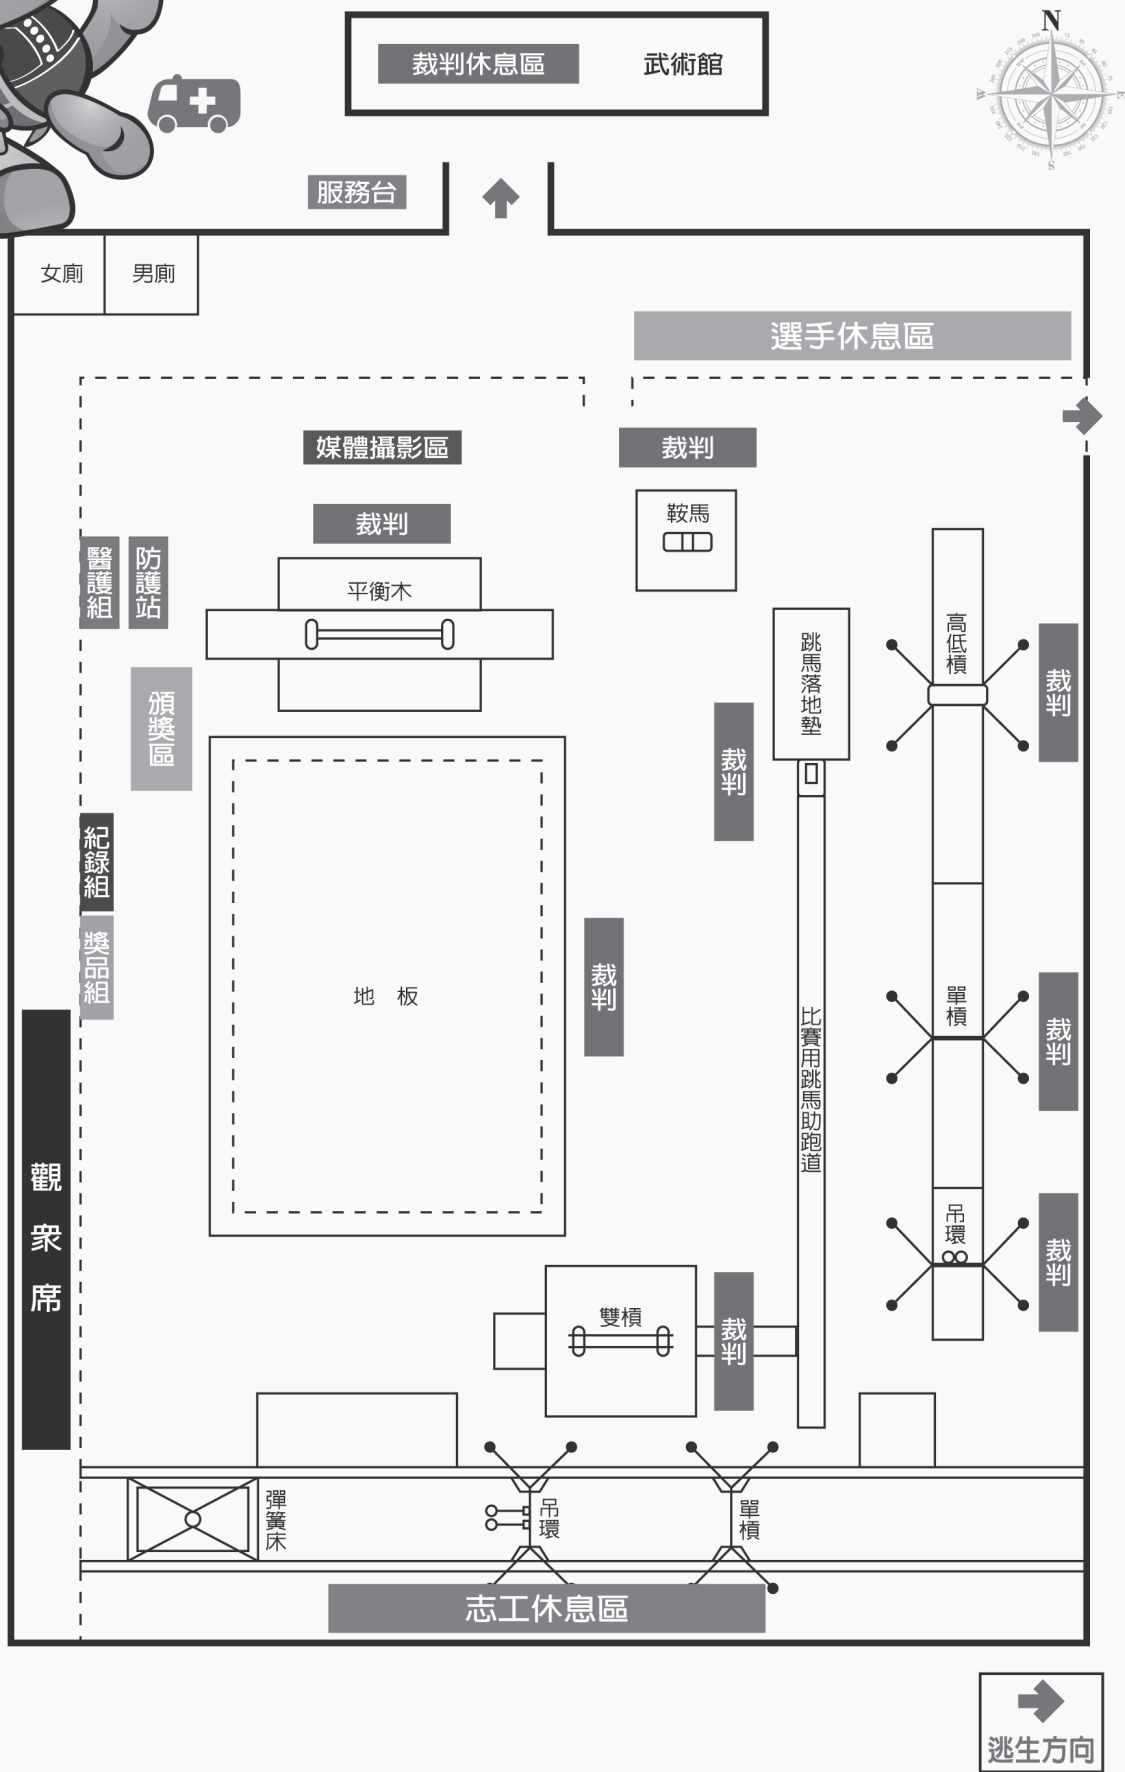 裁判休息區
武術館
N
W
E
S
服務台
女廁
男廁
選手休息區
媒體攝影區
裁判
裁判
鞍馬
醫護組
防護站
平衡木
頒獎區
跳馬落地墊
高低槓
裁判
裁判
紀錄組
獎品組
地 板
裁判
單槓
裁判
比賽用跳馬助跑道
觀眾席
吊環
裁判
雙槓
裁判
彈簧床
吊環
單槓
志工休息區
逃生方向